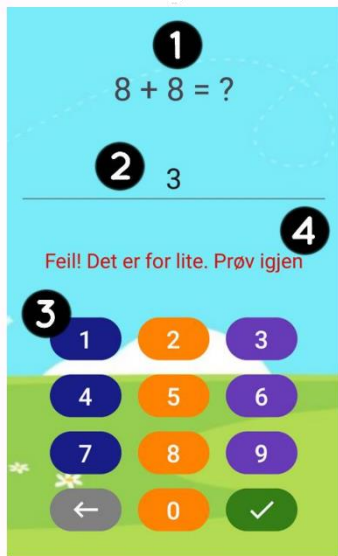 1
8 + 8 = ?
2
3
4
Feil! Det er for lite. Prøv igjen
3
1 2 3
4 5 6
7 8 9
← 0 ✓